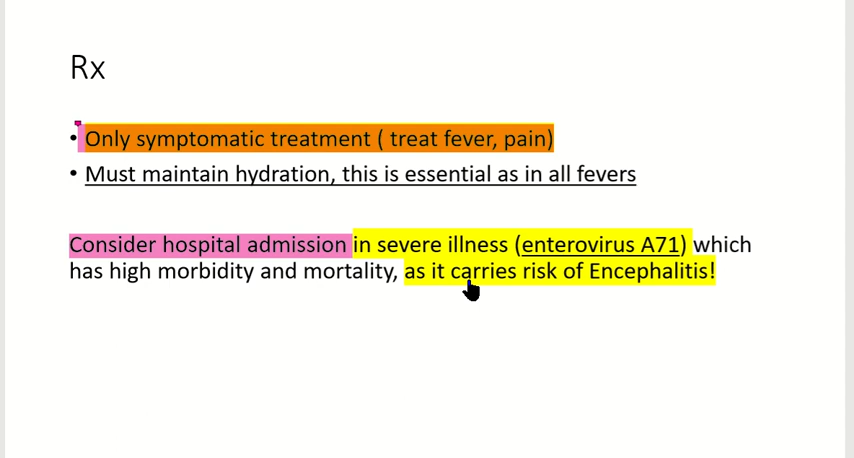 Rx
• Only symptomatic treatment ( treat fever, pain)
• Must maintain hydration, this is essential as in all fevers
Consider hospital admission in severe illness (enterovirus A71) which
has high morbidity and mortality, as it carries risk of Encephalitis!